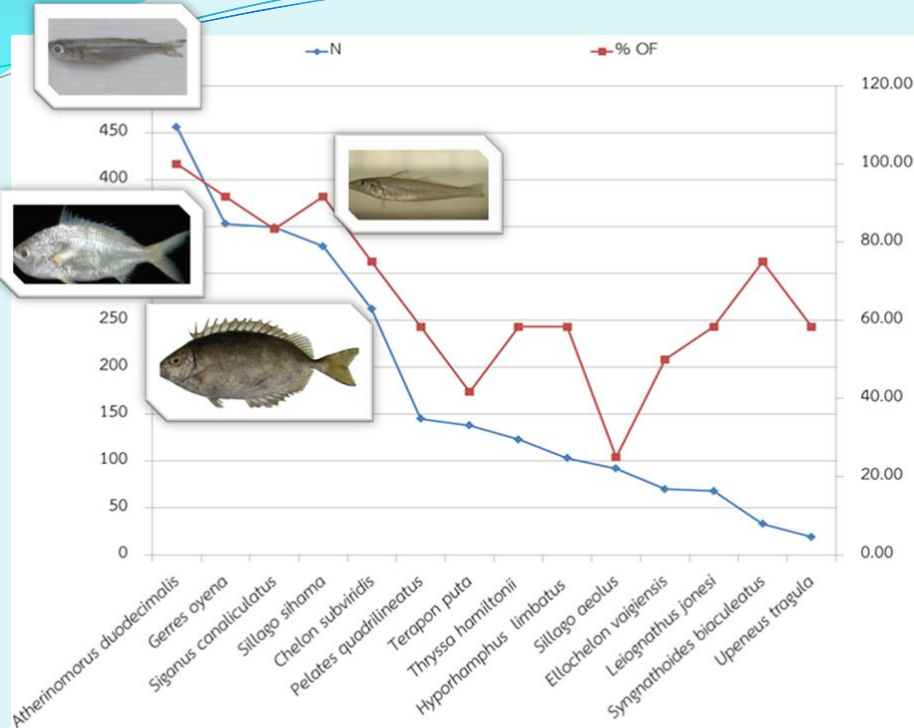 N % OF
120.00
450
100.00
400
80.00
250
60.00
200
40.00
150
100
20.00
50
0
0.00
Atherinomorus duodecimalis
Gerres oyena
Siganus canaliculatus
Sillago sihama
Chelon subviridis
Pelates quadrilineatus
Terapon puta
Thryssa hamiltonii
Hyporhamphus limbatus
Sillago aeolus
Ellochelon vaigiensis
Leiognathus jonesi
Syngnathoides biaculeatus
Upeneus tragula